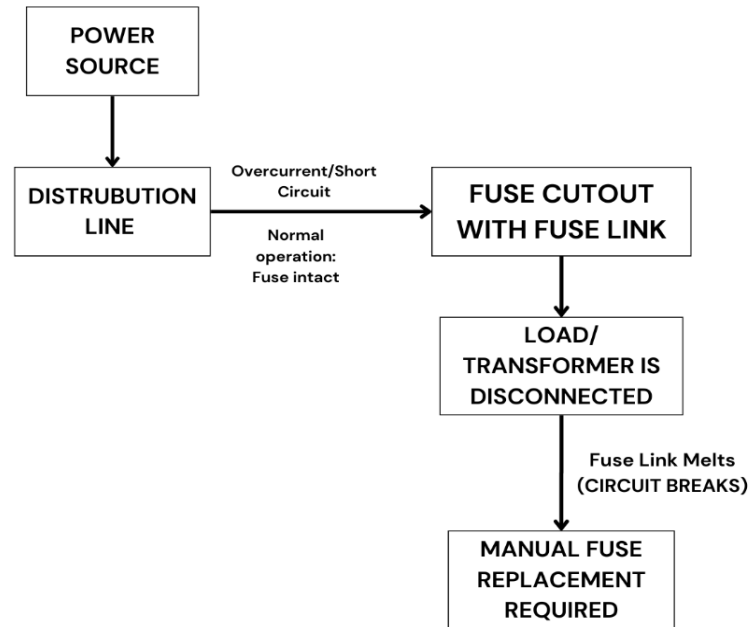 POWER
SOURCE
DISTRUBUTION
LINE
Overcurrent/Short
Circuit
Normal
operation:
Fuse intact
FUSE CUTOUT
WITH FUSE LINK
LOAD/
TRANSFORMER IS
DISCONNECTED
Fuse Link Melts
(CIRCUIT BREAKS)
MANUAL FUSE
REPLACEMENT
REQUIRED